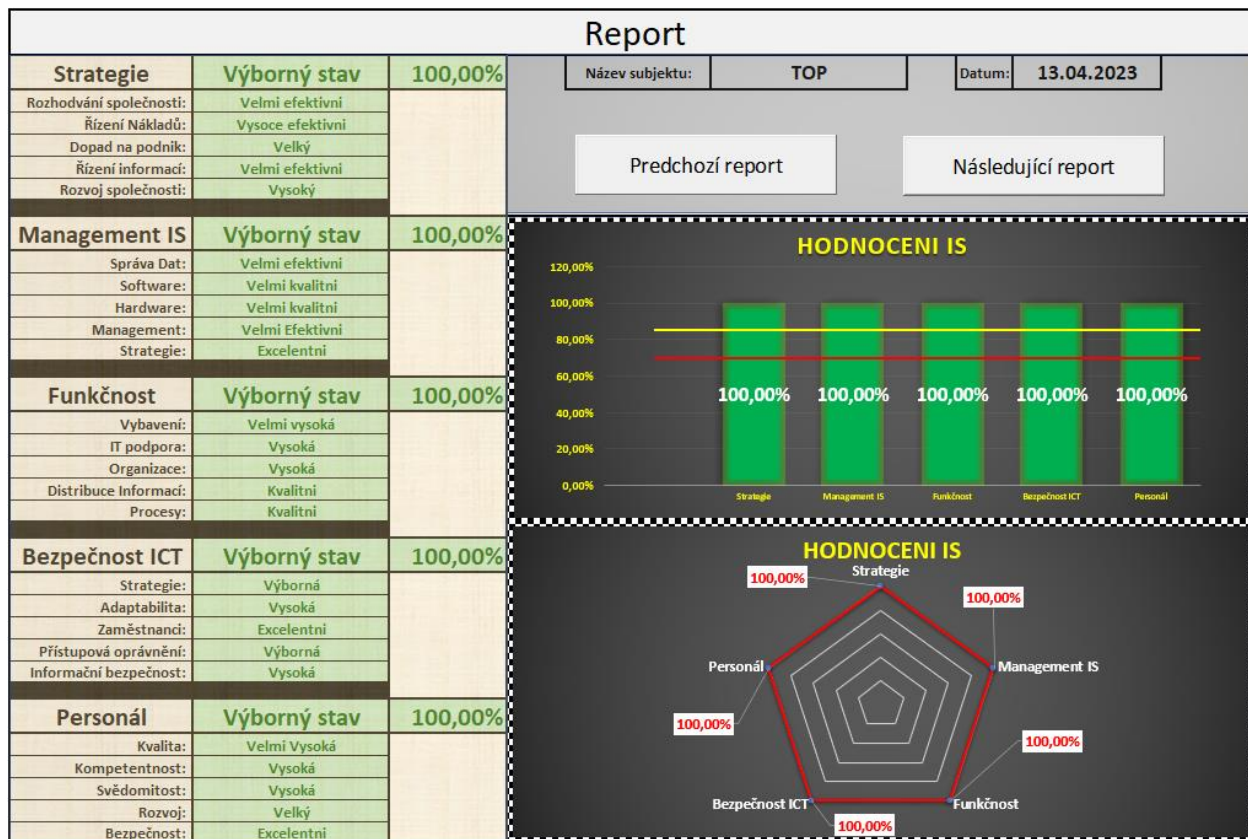 Report
Strategie Výborný stav 100,00%
Rozhodvání společnosti: Velmi efektivni
Řízení Nákladů: Vysoce efektivni
Dopad na podnik: Velký
Řízení informací: Velmi efektivni
Rozvoj společnosti: Vysoký
Management IS Výborný stav 100,00%
Správa Dat: Velmi efektivni
Software: Velmi kvalitni
Hardware: Velmi kvalitni
Management: Velmi Efektivni
Strategie: Excelentni
Funkčnost Výborný stav 100,00%
Vybavení: Velmi vysoká
IT podpora: Vysoká
Organizace: Vysoká
Distribuce Informací: Kvalitni
Procesy: Kvalitni
Bezpečnost ICT Výborný stav 100,00%
Strategie: Výborná
Adaptabilita: Vysoká
Zaměstnanci: Excelentni
Přístupová oprávnění: Výborná
Informační bezpečnost: Vysoká
Personál Výborný stav 100,00%
Kvalita: Velmi Vysoká
Kompetentnost: Vysoká
Svědomitost: Vysoká
Rozvoj: Velký
Bezpečnost: Excelentni
Název subjektu: TOP Datum: 13.04.2023
Predchozí report Následující report
HODNOCENI IS
120,00%
100,00%
80,00%
60,00%
40,00%
20,00%
0,00%
100,00% 100,00% 100,00% 100,00% 100,00%
Strategie Management IS Funkčnost Bezpečnost ICT Personál
HODNOCENI IS
Strategie
100,00%
100,00%
Personál Management IS
100,00%
100,00%
Bezpečnost ICT Funkčnost
100,00%